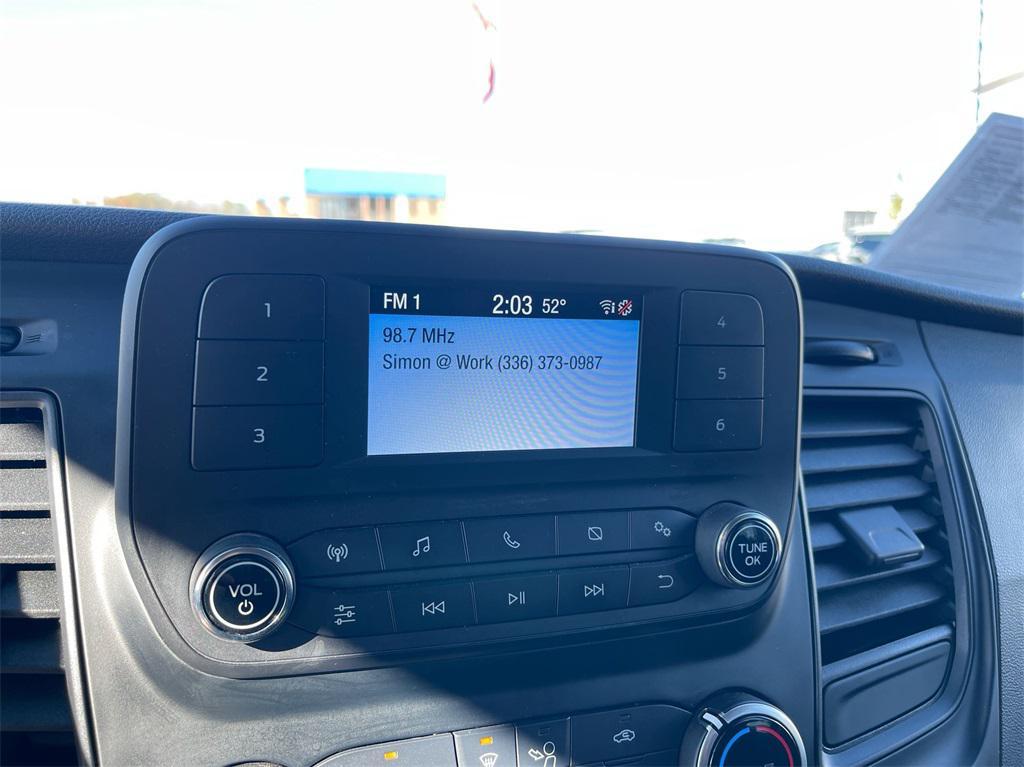 FM 1 2:03 52°
98.7 MHz
Simon @ Work (336) 373-0987
1
2
3
4
5
6
VOL
TUNE
OK